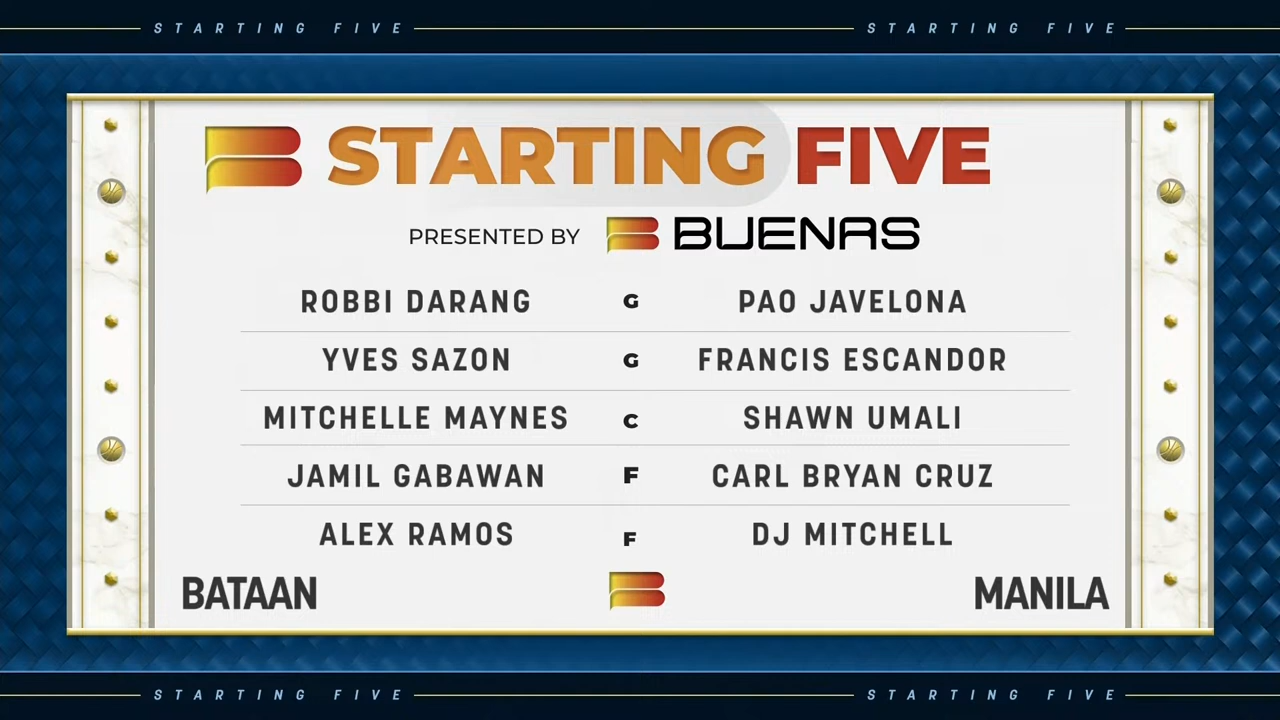 STARTING FIVE STARTING FIVE
STARTING FIVE
PRESENTED BY BUENAS
ROBBI DARANG G PAO JAVELONA
YVES SAZON G FRANCIS ESCANDOR
MITCHELLE MAYNES C SHAWN UMALI
JAMIL GABAWAN F CARL BRYAN CRUZ
ALEX RAMOS F DJ MITCHELL
BATAAN MANILA
STARTING FIVE STARTING FIVE